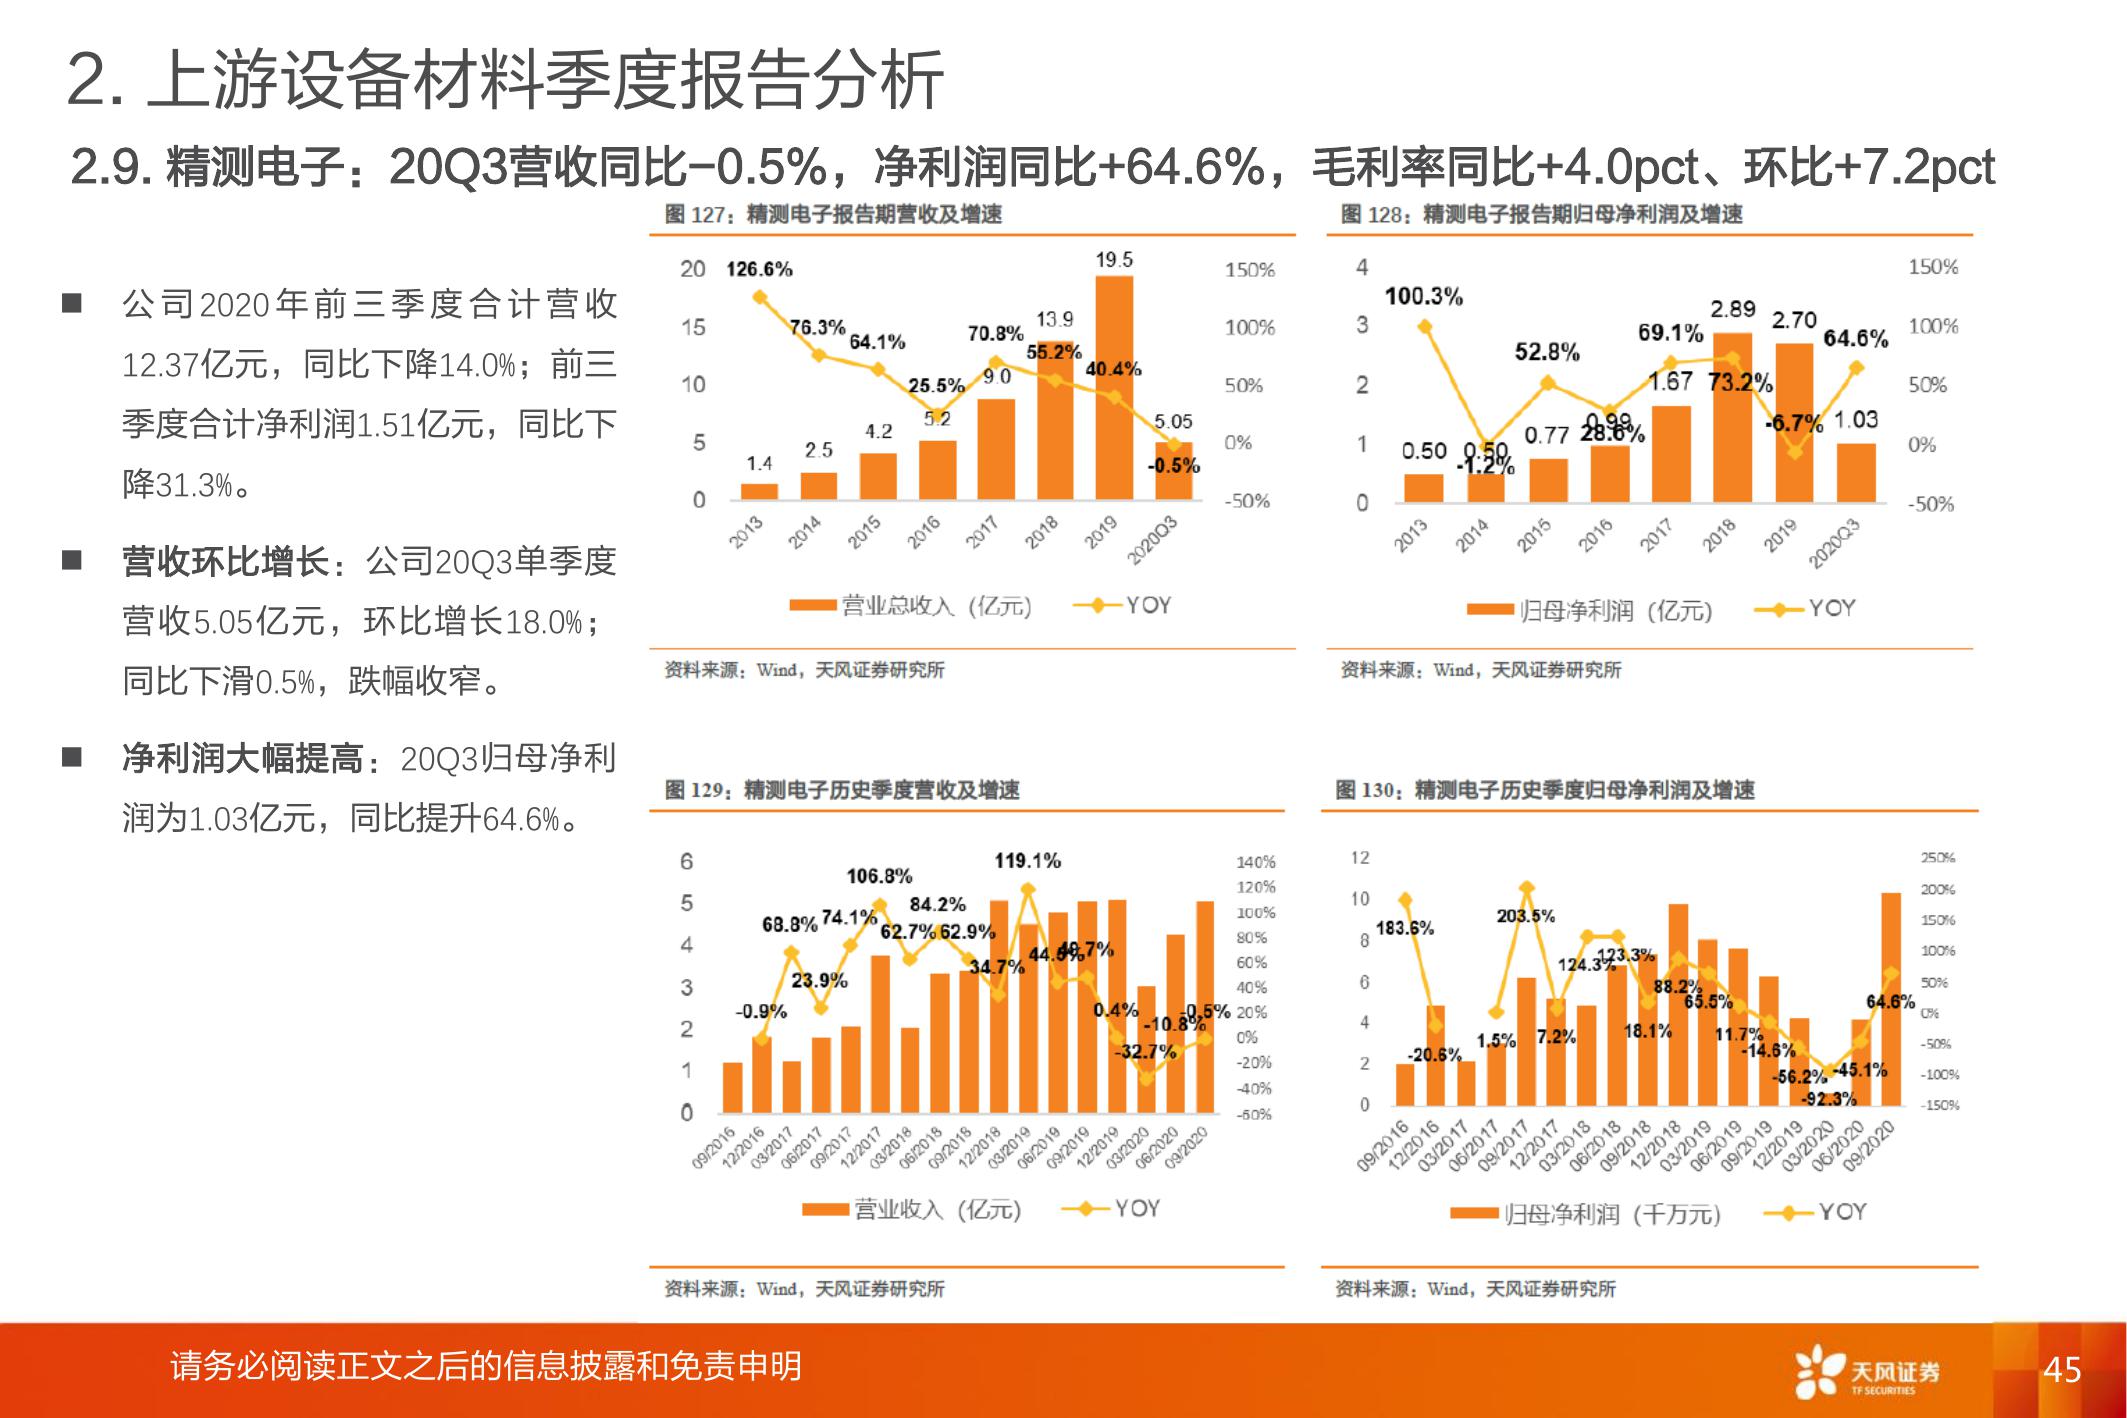 2. 上游设备材料季度报告分析
2.9. 精测电子：20Q3营收同比-0.5%，净利润同比+64.6%，毛利率同比+4.0pct、环比+7.2pct
■ 公司2020年前三季度合计营收
12.37亿元，同比下降14.0%；前三
季度合计净利润1.51亿元，同比下
降31.3%。
■ 营收环比增长：公司20Q3单季度
营收5.05亿元，环比增长18.0%；
同比下滑0.5%，跌幅收窄。
■ 净利润大幅提高：20Q3归母净利
润为1.03亿元，同比提升64.6%。
图 127：精测电子报告期营收及增速
20 15 10 5 0
126.6% 76.3% 64.1% 25.5% 70.8% 55.2% 40.4% -0.5%
1.4 2.5 4.2 5.2 9.0 13.9 19.5 5.05
150% 100% 50% 0% -50%
2013 2014 2015 2016 2017 2018 2019 2020Q3
营业总收入（亿元） YOY
资料来源：Wind，天风证券研究所
图 128：精测电子报告期归母净利润及增速
4 3 2 1 0
100.3% -1.2% 52.8% 28.6% 69.1% 73.2% -6.7% 64.6%
0.50 0.50 0.77 0.99 1.67 2.89 2.70 1.03
150% 100% 50% 0% -50%
2013 2014 2015 2016 2017 2018 2019 2020Q3
归母净利润（亿元） YOY
资料来源：Wind，天风证券研究所
图 129：精测电子历史季度营收及增速
6 5 4 3 2 1 0
-0.9% 68.8% 23.9% 74.1% 106.8% 62.7% 84.2% 62.9% 34.7% 119.1% 0.4% -32.7% -10.8% -0.5%
140% 120% 100% 80% 60% 40% 20% 0% -20% -40% -60%
09/2016 12/2016 03/2017 06/2017 09/2017 12/2017 03/2018 06/2018 09/2018 12/2018 03/2019 06/2019 09/2019 12/2019 03/2020 06/2020 09/2020
营业收入（亿元） YOY
资料来源：Wind，天风证券研究所
图 130：精测电子历史季度归母净利润及增速
12 10 8 6 4 2 0
183.6% -20.6% 1.5% 203.5% 7.2% 124.3% 123.3% 18.1% 88.2% 65.5% 11.7% -14.6% -56.2% -92.3% -45.1% 64.6%
250% 200% 150% 100% 50% 0% -50% -100% -150%
09/2016 12/2016 03/2017 06/2017 09/2017 12/2017 03/2018 06/2018 09/2018 12/2018 03/2019 06/2019 09/2019 12/2019 03/2020 06/2020 09/2020
归母净利润（千万元） YOY
资料来源：Wind，天风证券研究所
请务必阅读正文之后的信息披露和免责申明
天风证券
TF SECURITIES
45